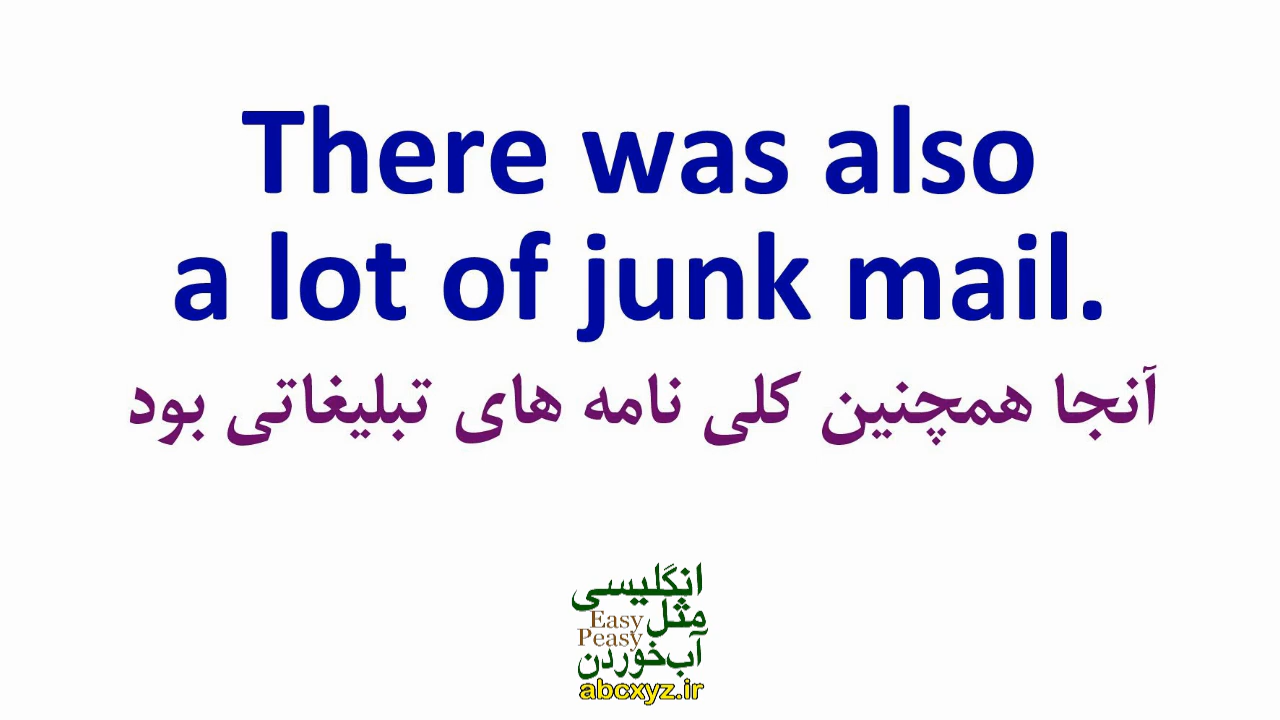 There was also
a lot of junk mail.
آنجا همچنین کلی نامه های تبلیغاتی بود
انگلیسی
مثل
Easy
Peasy
آب‌خوردن
abcxyz.ir